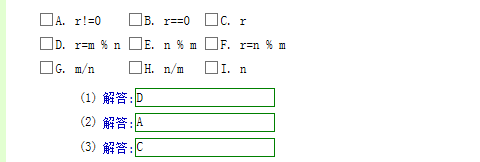 A. r!=0 B. r==0 C. r
D. r=m % n E. n % m F. r=n % m
G. m/n H. n/m I. n
(1) 解答: D
(2) 解答: A
(3) 解答: C